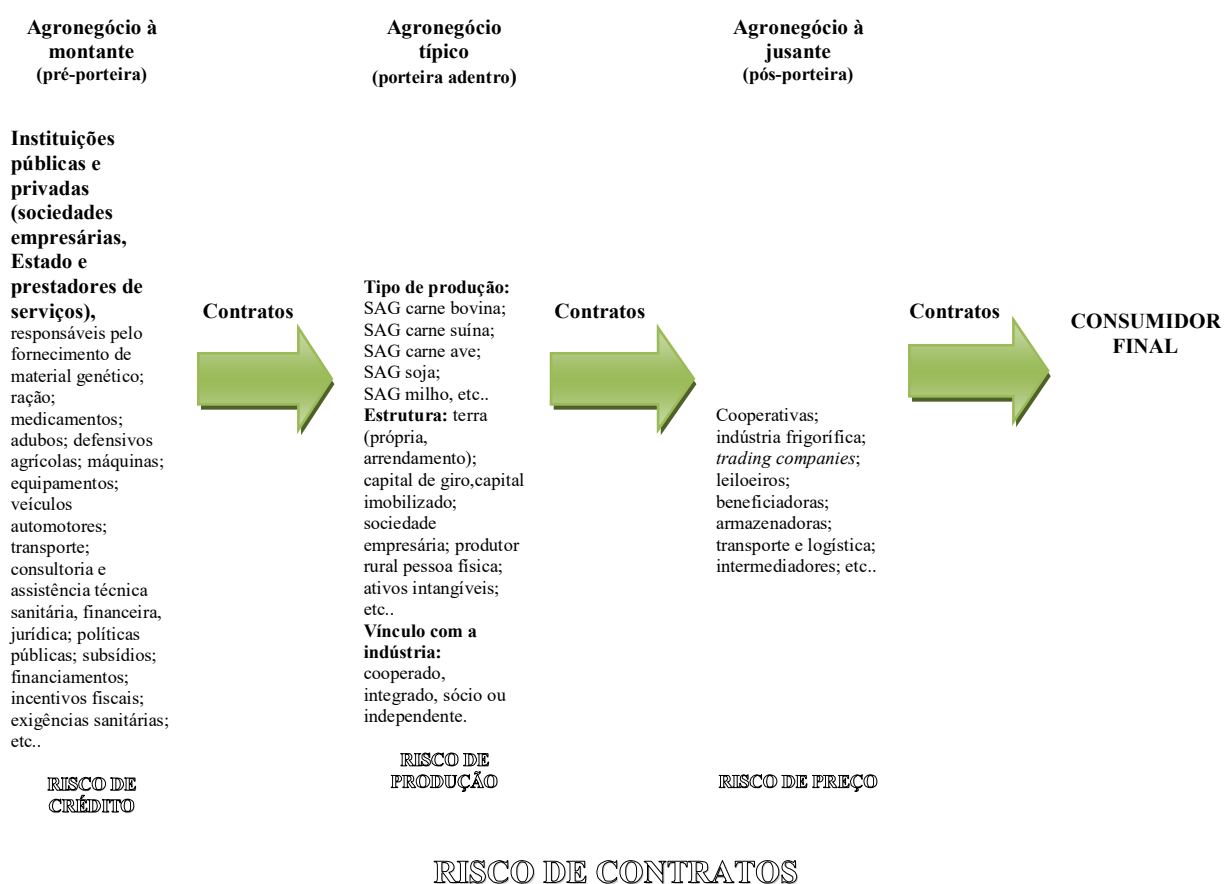 Agronegócio à
montante
(pré-porteira)
Agronegócio
típico
(porteira adentro)
Agronegócio à
jusante
(pós-porteira)
Instituições
públicas e
privadas
(sociedades
empresárias,
Estado e
prestadores de
serviços),
responsáveis pelo
fornecimento de
material genético;
ração;
medicamentos;
adubos; defensivos
agrícolas; máquinas;
equipamentos;
veículos
automotores;
transporte;
consultoria e
assistência técnica
sanitária, financeira,
jurídica; políticas
públicas; subsídios;
financiamentos;
incentivos fiscais;
exigências sanitárias;
etc..
RISCO DE
CRÉDITO
Contratos
Tipo de produção:
SAG carne bovina;
SAG carne suína;
SAG carne ave;
SAG soja;
SAG milho, etc..
Estrutura: terra
(própria,
arrendamento);
capital de giro,capital
imobilizado;
sociedade
empresária; produtor
rural pessoa física;
ativos intangíveis;
etc..
Vínculo com a
indústria:
cooperado,
integrado, sócio ou
independente.
RISCO DE
PRODUÇÃO
Contratos
Cooperativas;
indústria frigorífica;
trading companies;
leiloeiros;
beneficiadoras;
armazenadoras;
transporte e logística;
intermediadores; etc..
RISCO DE PREÇO
Contratos
CONSUMIDOR
FINAL
RISCO DE CONTRATOS